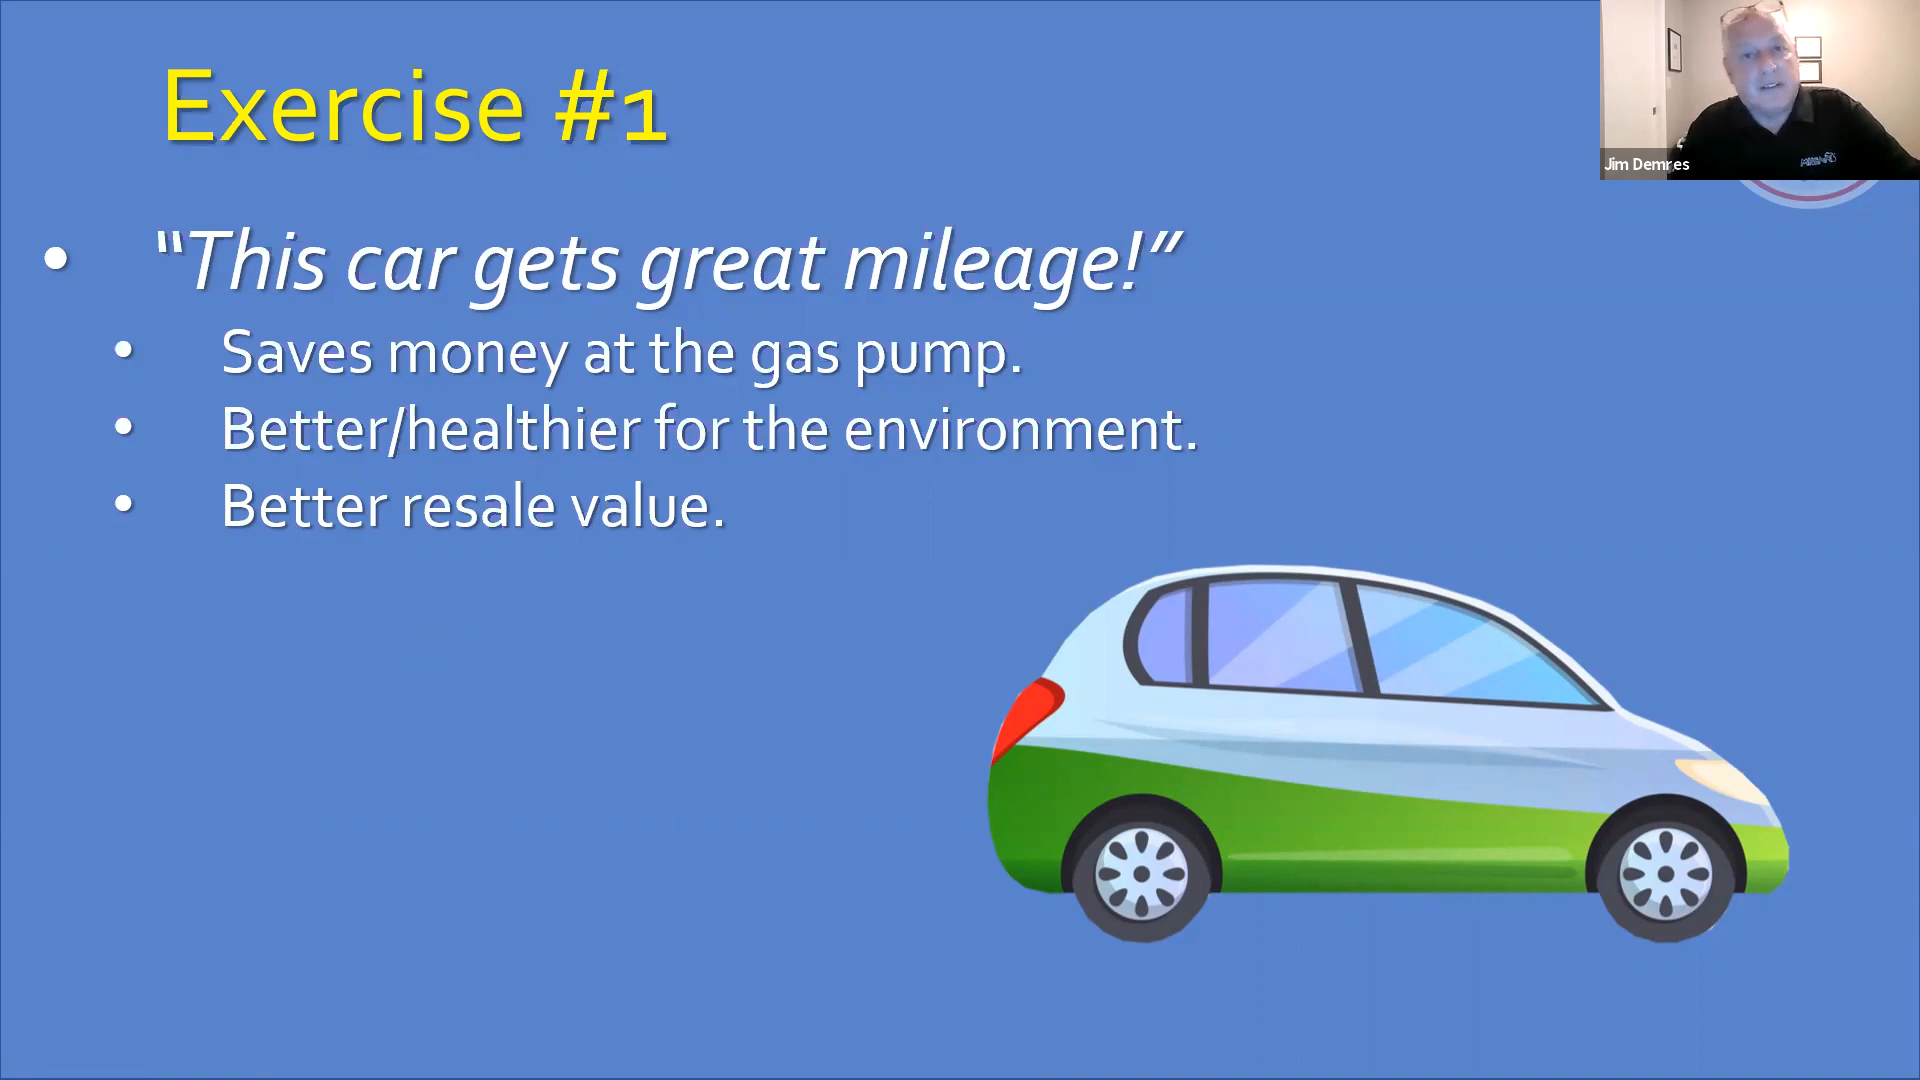 Exercise #1
Jim Demres
• “This car gets great mileage!”
• Saves money at the gas pump.
• Better/healthier for the environment.
• Better resale value.